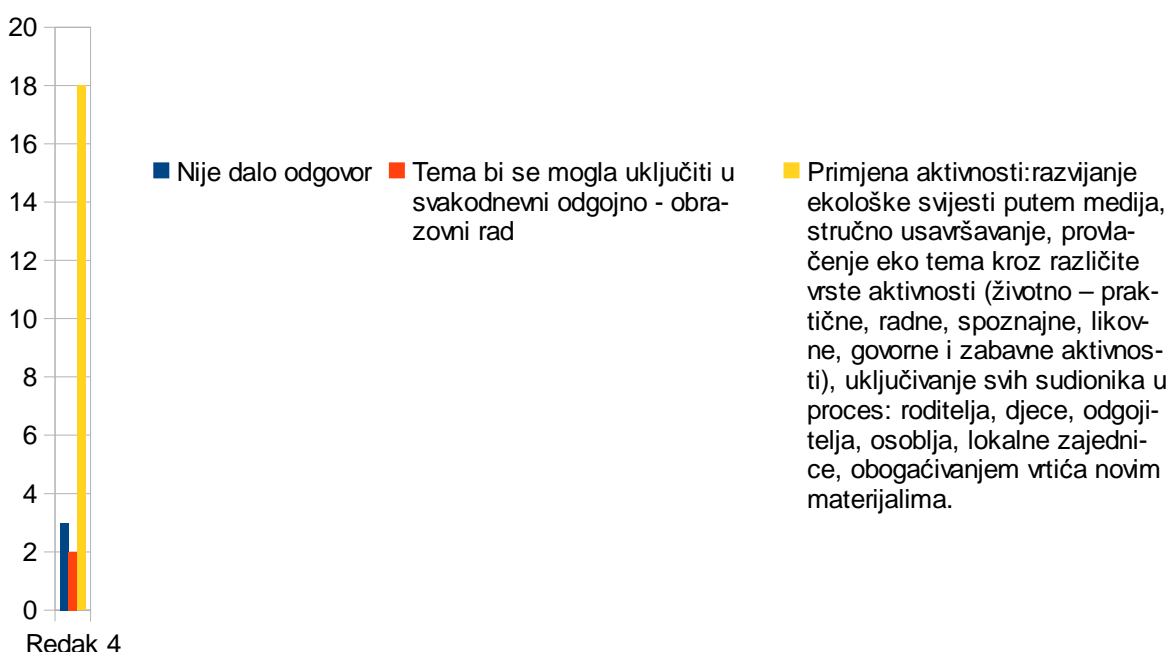 20
18
16
14
12
10
8
6
4
2
0
Redak 4
Nije dalo odgovor
Tema bi se mogla uključiti u
svakodnevni odgojno - obra-
zovni rad
Primjena aktivnosti:razvijanje
ekološke svijesti putem medija,
stručno usavršavanje, provla-
čenje eko tema kroz različite
vrste aktivnosti (životno – prak-
tične, radne, spoznajne, likov-
ne, govorne i zabavne aktivnos-
ti), uključivanje svih sudionika u
proces: roditelja, djece, odgoji-
telja, osoblja, lokalne zajedni-
ce, obogaćivanjem vrtića novim
materijalima.